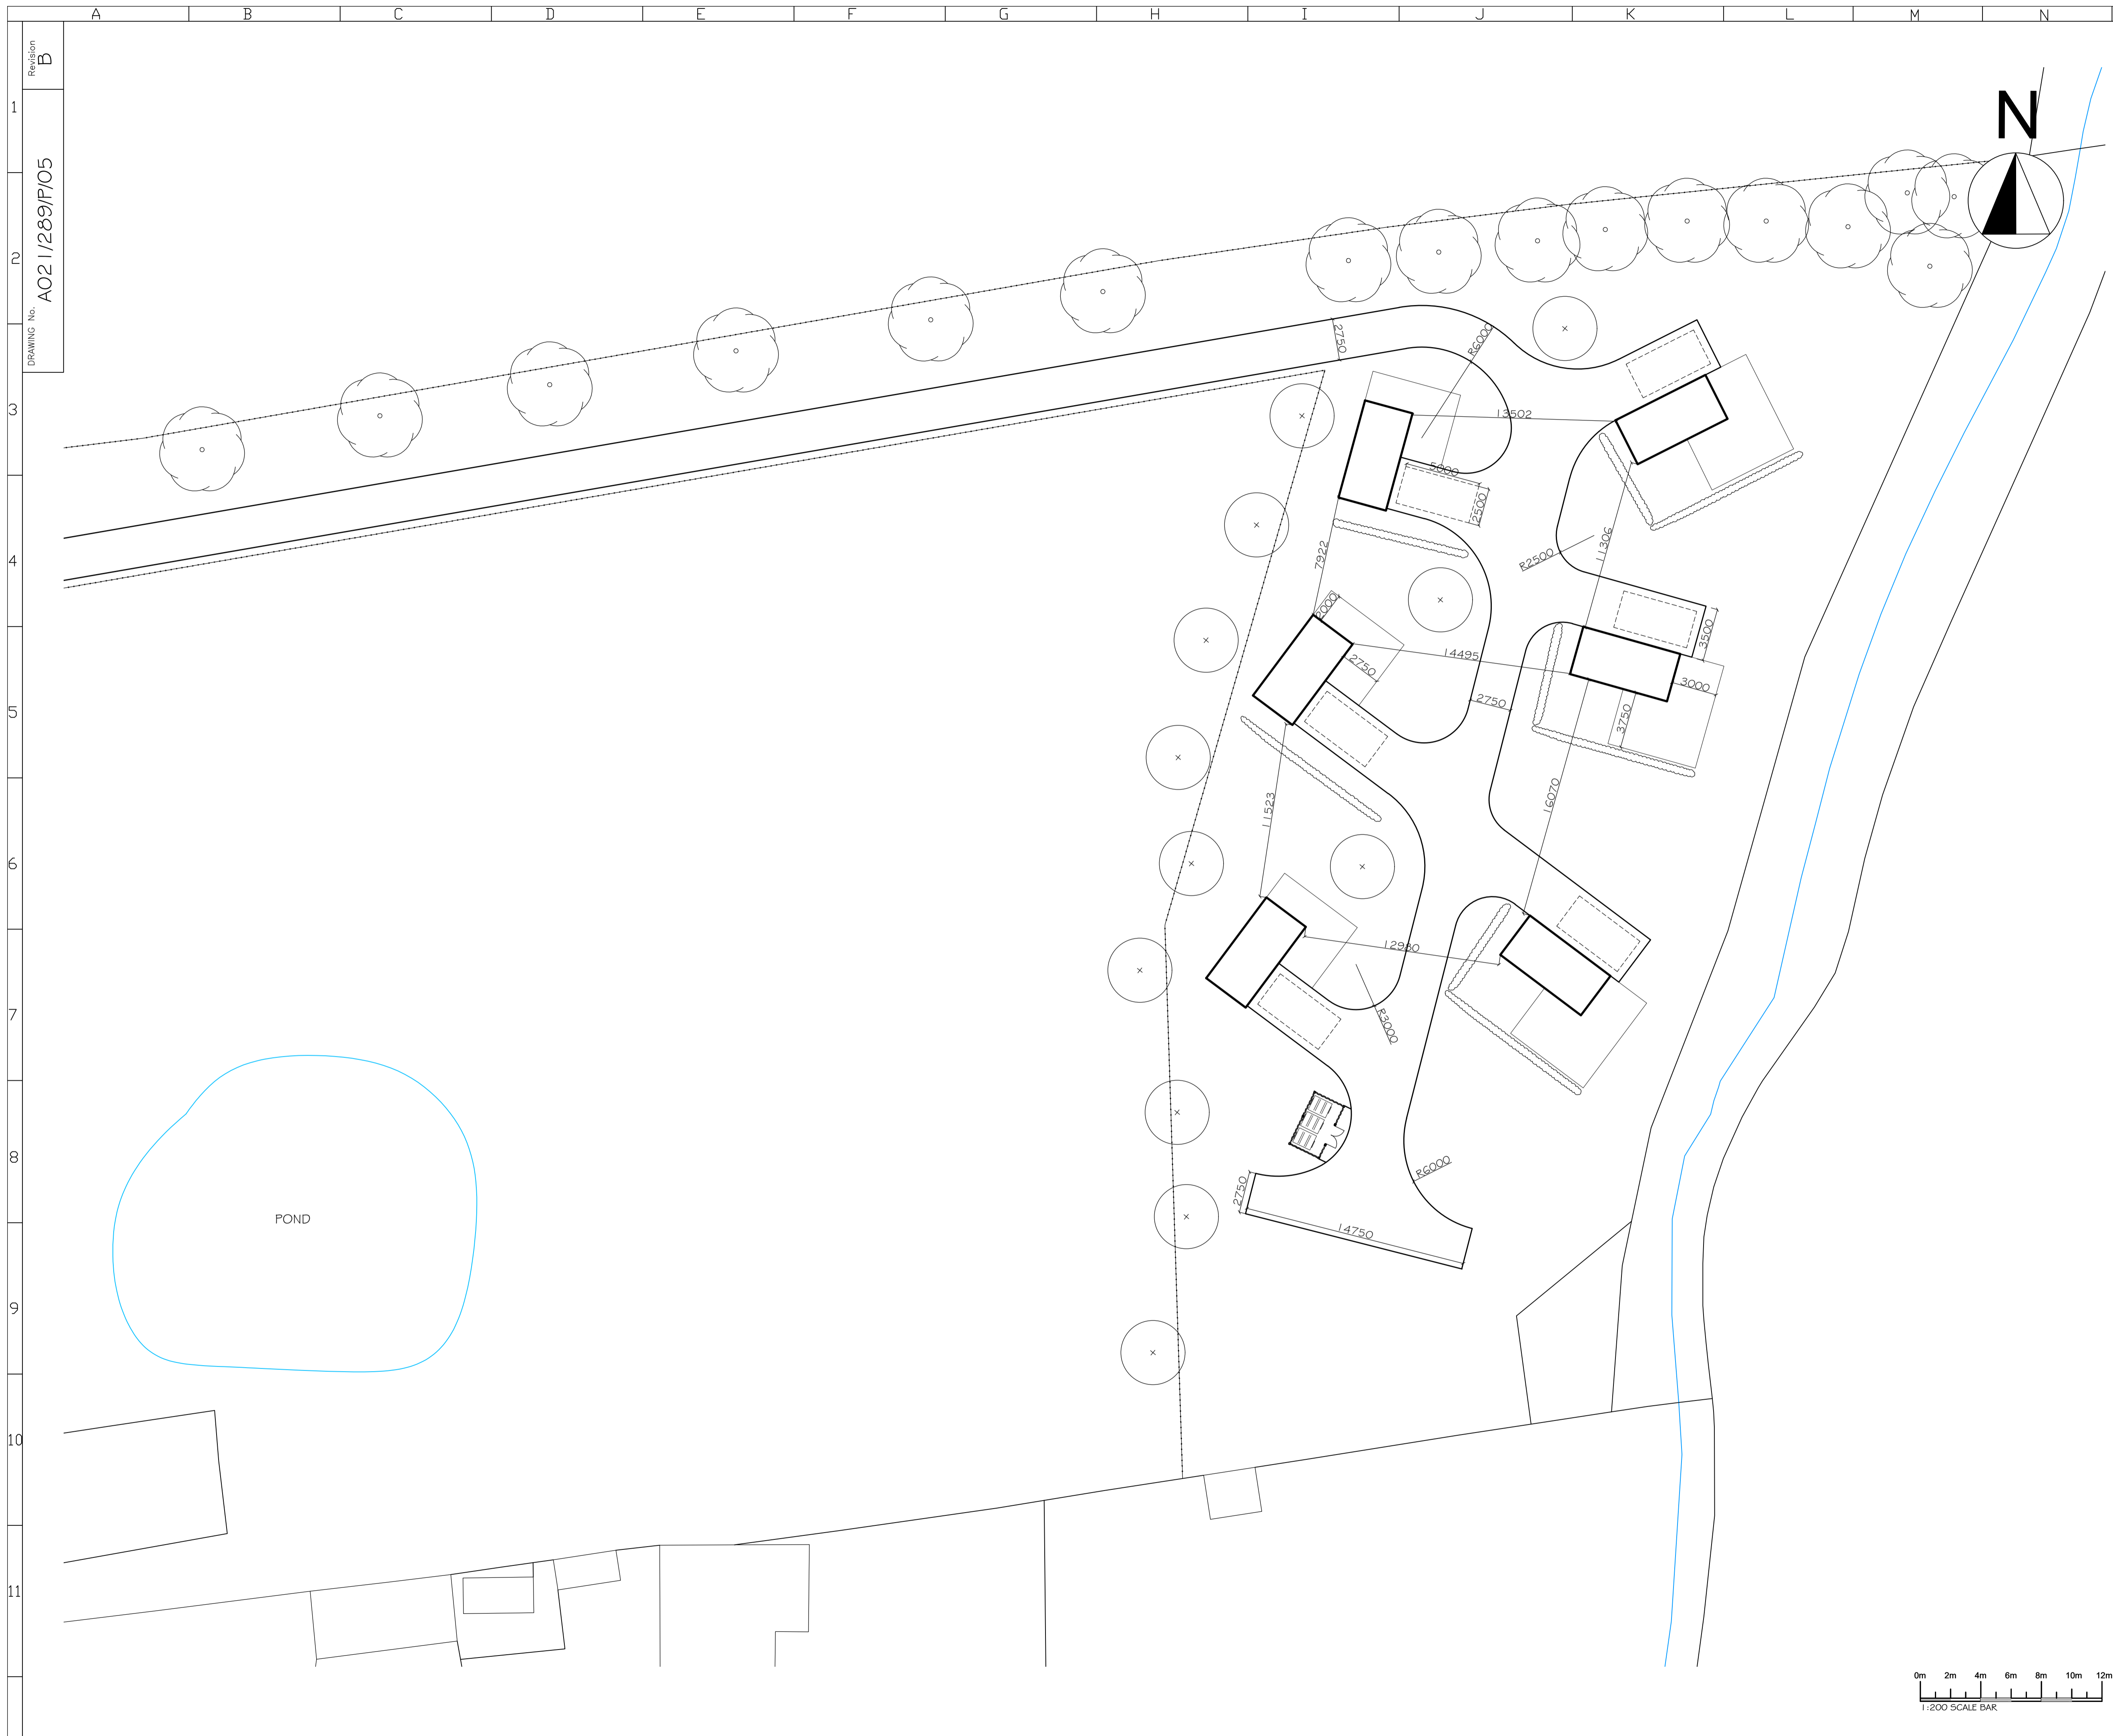 A B C D E F G H I J K L M N
Revision
B
DRAWING No.
A0211/289/P/05
1
2
3
4
5
6
7
8
9
10
11
N
2750
R6000
13502
5000
2500
7922
11306
R2500
2000
14495
2750
2750
3500
3000
3750
11523
16070
12980
R3000
R6000
2750
14750
POND
0m 2m 4m 6m 8m 10m 12m
1:200 SCALE BAR